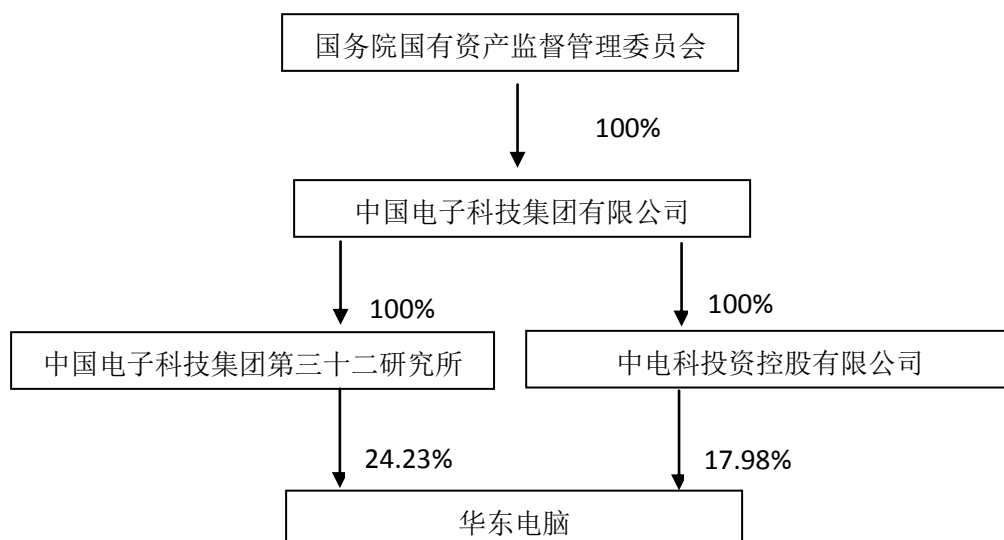 国务院国有资产监督管理委员会
100%
中国电子科技集团有限公司
100%
100%
中国电子科技集团第三十二研究所
中电科投资控股有限公司
24.23%
17.98%
华东电脑